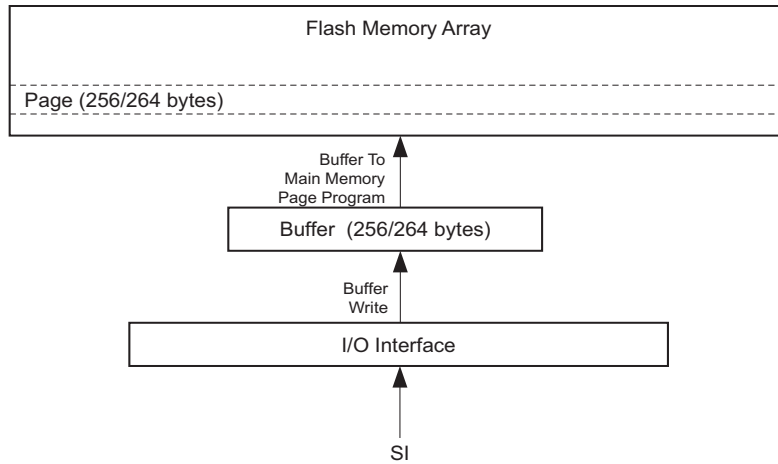 Flash Memory Array
Page (256/264 bytes)
Buffer To
Main Memory
Page Program
Buffer (256/264 bytes)
Buffer
Write
I/O Interface
SI